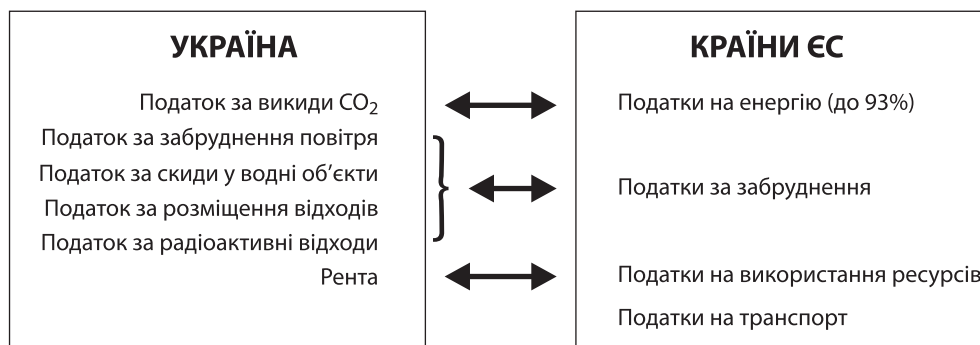 УКРАЇНА
Податок за викиди CO₂
Податок за забруднення повітря
Податок за скиди у водні об’єкти
Податок за розміщення відходів
Податок за радіоактивні відходи
Рента
КРАЇНИ ЄС
Податки на енергію (до 93%)
Податки за забруднення
Податки на використання ресурсів
Податки на транспорт